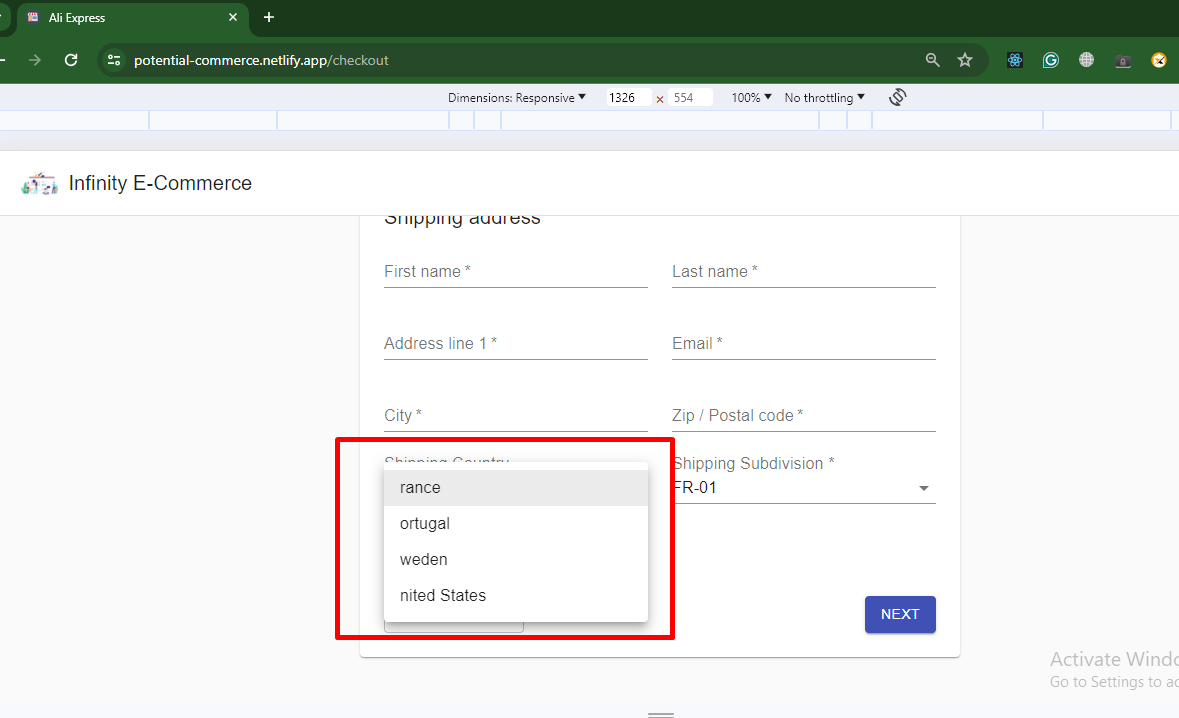 Ali Express
potential-commerce.netlify.app/checkout
Dimensions: Responsive 1326 × 554 100% No throttling
Infinity E-Commerce
Shipping address
First name * Last name *
Address line 1 * Email *
City * Zip / Postal code *
Shipping Country Shipping Subdivision *
rance FR-01
ortugal
weden
nited States
NEXT
Activate Windo
Go to Settings to ac